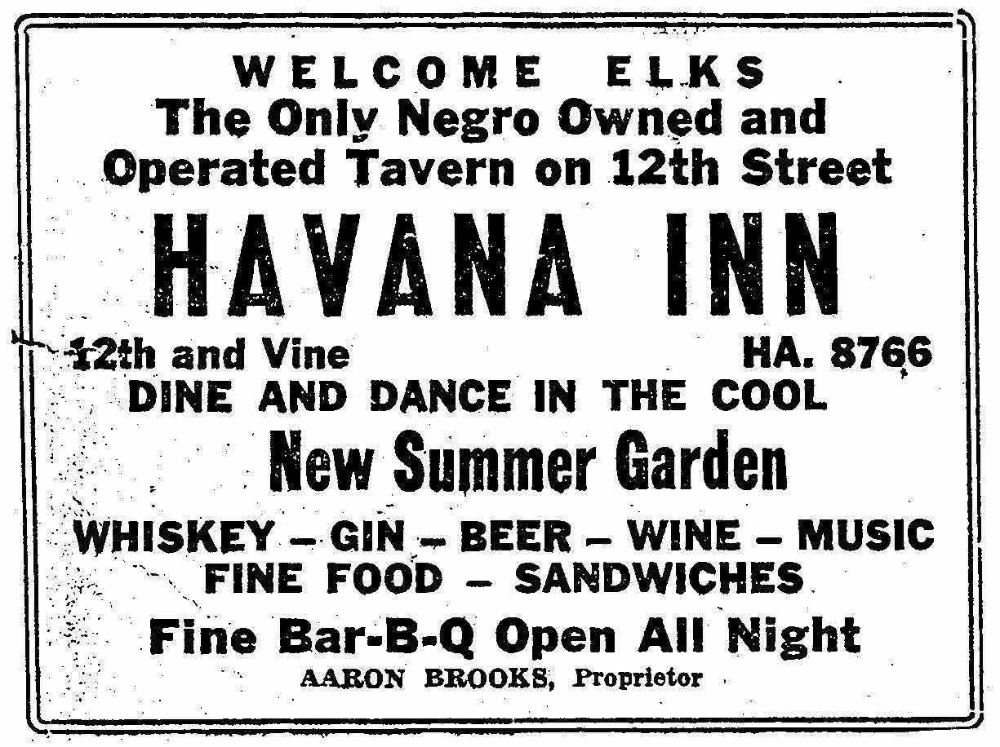 WELCOME ELKS
The Only Negro Owned and
Operated Tavern on 12th Street
HAVANA INN
12th and Vine HA. 8766
DINE AND DANCE IN THE COOL
New Summer Garden
WHISKEY – GIN – BEER – WINE – MUSIC
FINE FOOD – SANDWICHES
Fine Bar-B-Q Open All Night
AARON BROOKS, Proprietor